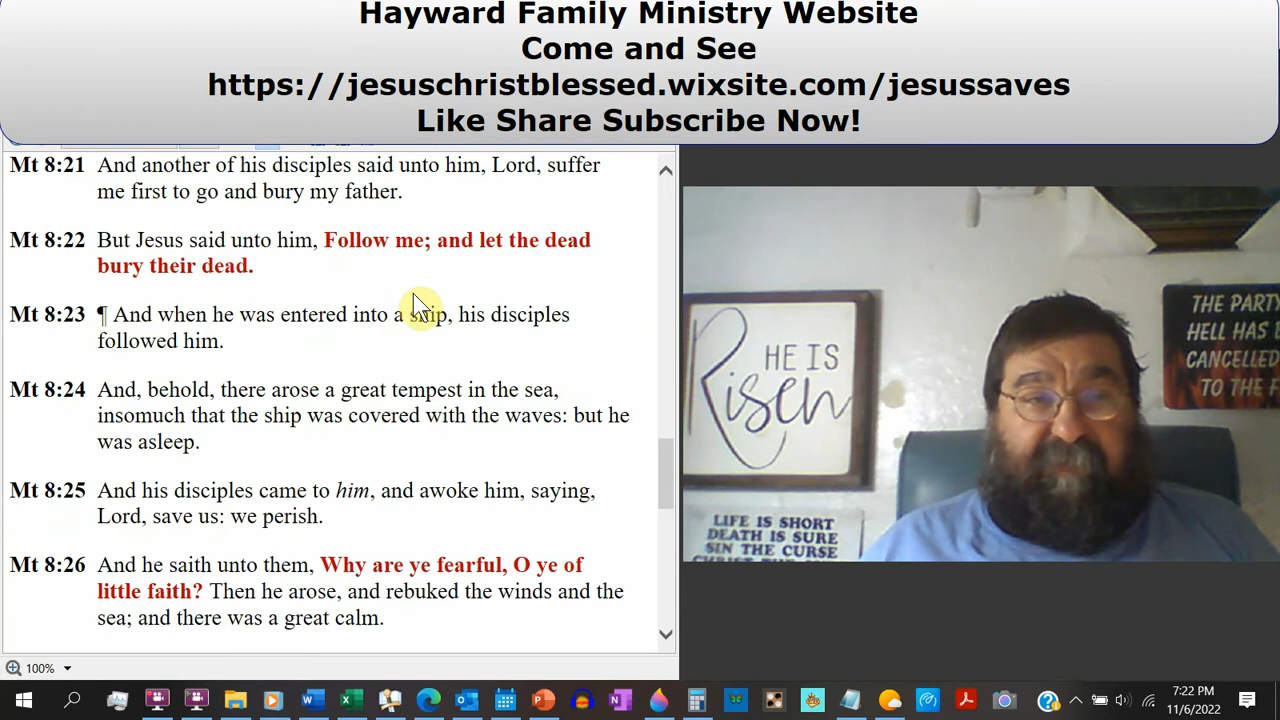 Hayward Family Ministry Website
Come and See
https://jesuschristblessed.wixsite.com/jesussaves
Like Share Subscribe Now!
Mt 8:21 And another of his disciples said unto him, Lord, suffer
me first to go and bury my father.
Mt 8:22 But Jesus said unto him, Follow me; and let the dead
bury their dead.
Mt 8:23 ¶ And when he was entered into a ship, his disciples
followed him.
Mt 8:24 And, behold, there arose a great tempest in the sea,
insomuch that the ship was covered with the waves: but he
was asleep.
Mt 8:25 And his disciples came to him, and awoke him, saying,
Lord, save us: we perish.
Mt 8:26 And he saith unto them, Why are ye fearful, O ye of
little faith? Then he arose, and rebuked the winds and the
sea; and there was a great calm.
100%
HE IS
Risen
THE PARTY
HELL HAS
CANCELLED
TO THE F
LIFE IS SHORT
DEATH IS SURE
SIN THE CURSE
7:22 PM
11/6/2022